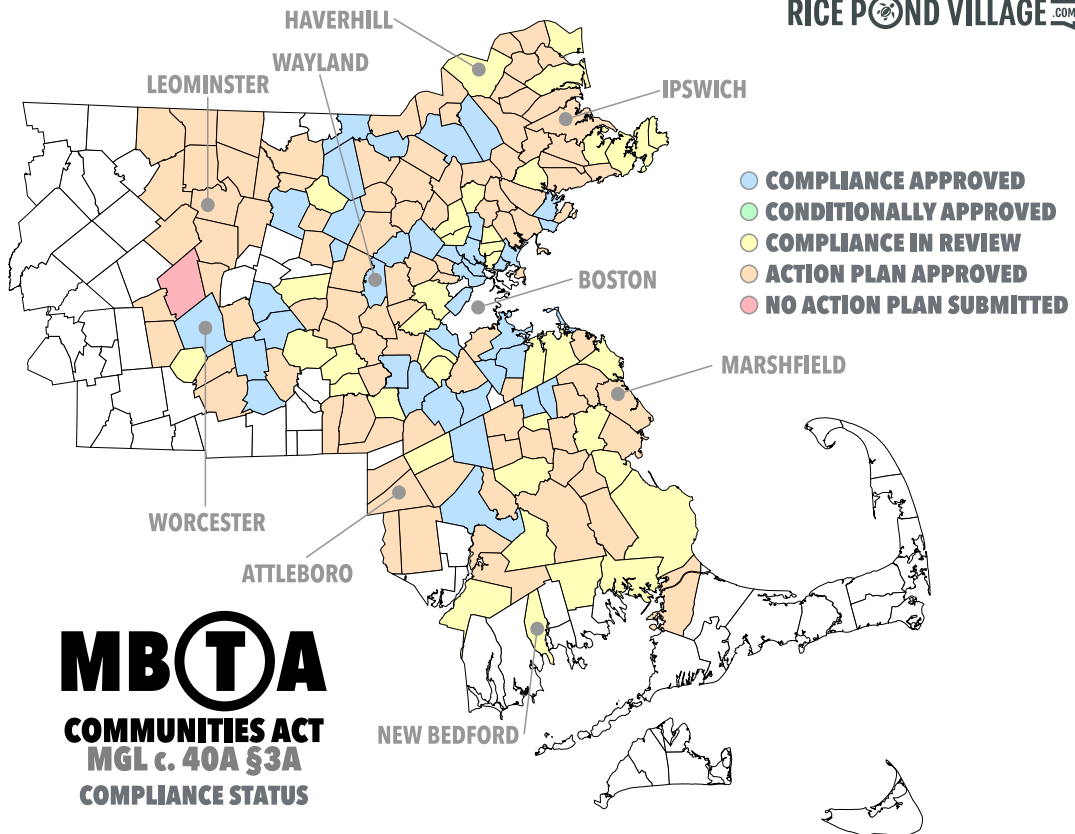 RICE POND VILLAGE .COM
HAVERHILL
WAYLAND
LEOMINSTER
IPSWICH
COMPLIANCE APPROVED
CONDITIONALLY APPROVED
COMPLIANCE IN REVIEW
ACTION PLAN APPROVED
NO ACTION PLAN SUBMITTED
BOSTON
MARSHFIELD
WORCESTER
ATTLEBORO
NEW BEDFORD
MBTA
COMMUNITIES ACT
MGL c. 40A §3A
COMPLIANCE STATUS